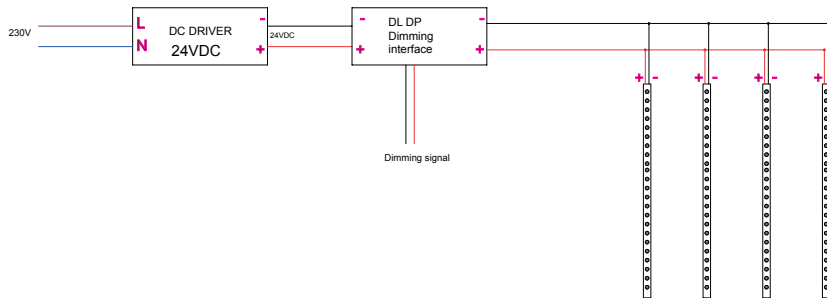 230V
L
N
DC DRIVER
24VDC
-
+
24VDC
-
+
DL DP
Dimming
interface
-
+
Dimming signal
+ -
+ -
+ -
+